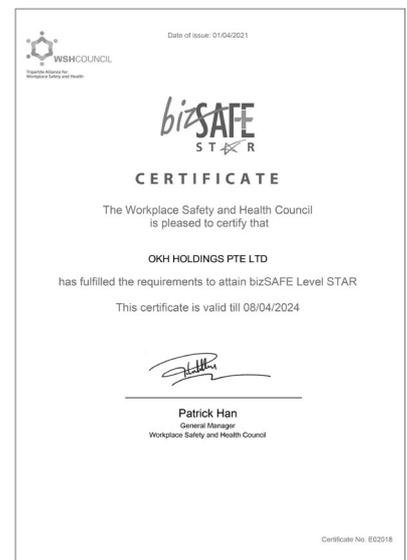 Date of issue: 01/04/2021
WSHCOUNCIL
Tripartite Alliance for
Workplace Safety and Health
bizSAFE
STAR
CERTIFICATE
The Workplace Safety and Health Council
is pleased to certify that
OKH HOLDINGS PTE LTD
has fulfilled the requirements to attain bizSAFE Level STAR
This certificate is valid till 08/04/2024
Patrick Han
General Manager
Workplace Safety and Health Council
Certificate No. E02018